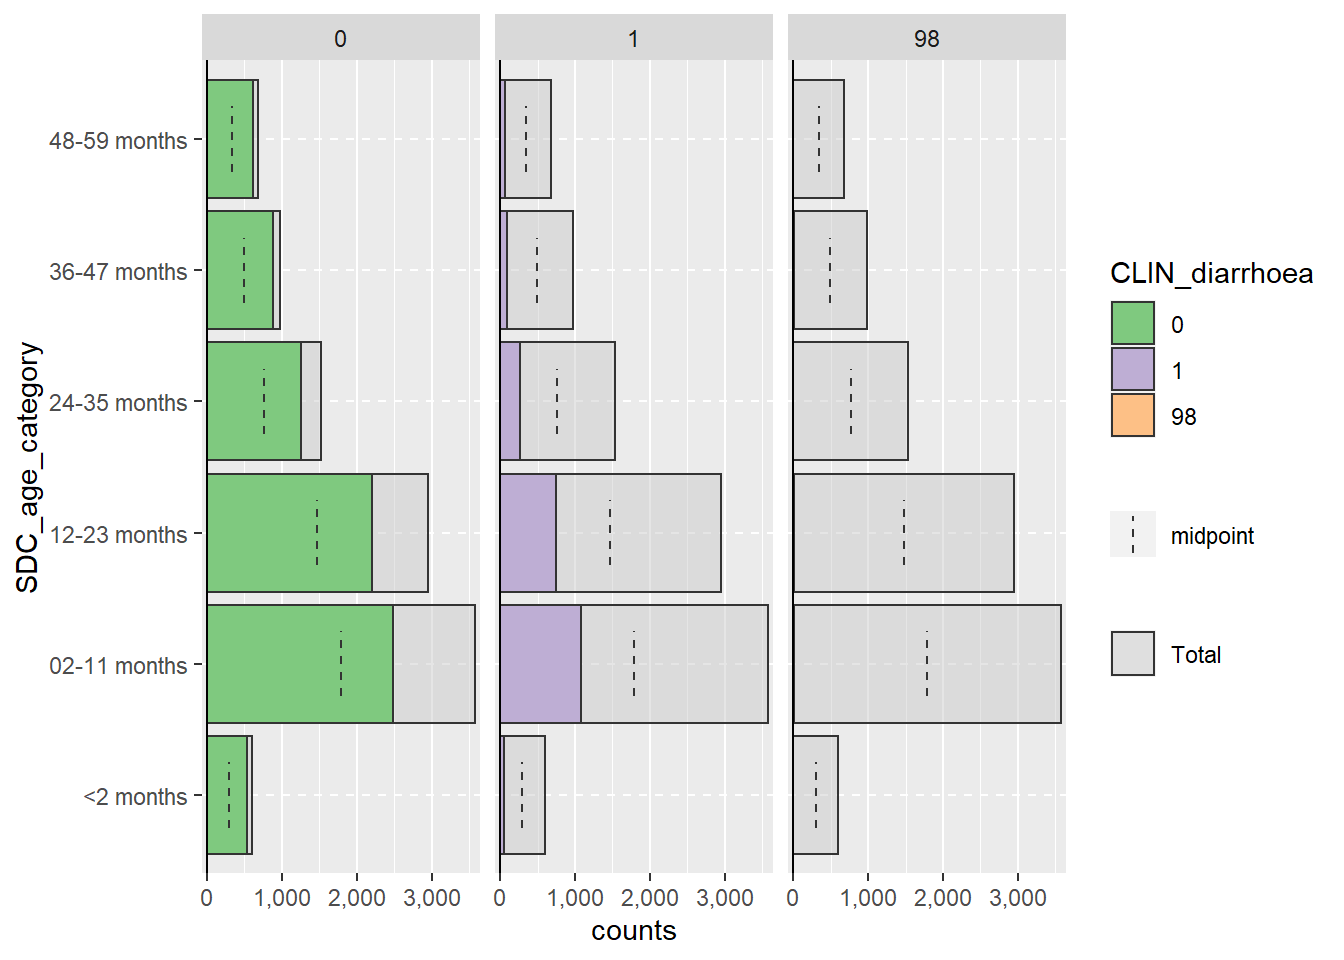 0 1 98
48-59 months
36-47 months
24-35 months
12-23 months
02-11 months
<2 months
SDC_age_category
0 1,000 2,000 3,000 0 1,000 2,000 3,000 0 1,000 2,000 3,000
counts
CLIN_diarrhoea
0
1
98
midpoint
Total